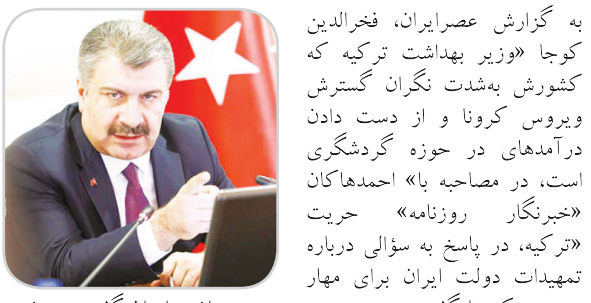 به گزارش عصرایران، فخرالدین
کوجا «وزیر بهداشت ترکیه که
کشورش به‌شدت نگران گسترش
ویروس کرونا و از دست دادن
درآمدهای در حوزه گردشگری
است، در مصاحبه با» احمدهاکان
«خبرنگار روزنامه» حریت
«ترکیه، در پاسخ به سؤالی درباره
تمهیدات دولت ایران برای مهار